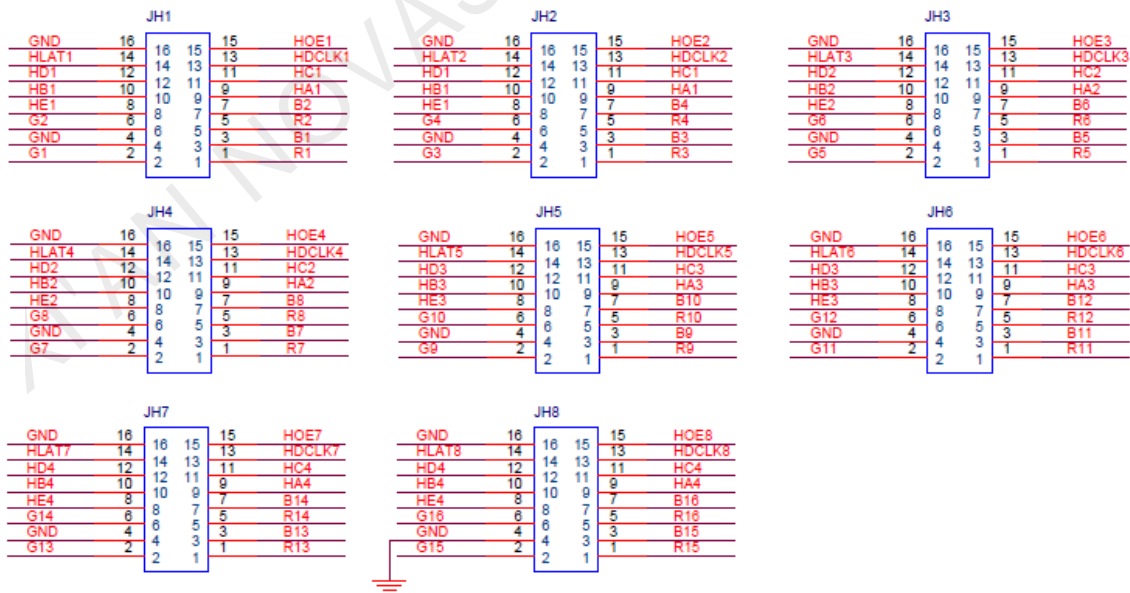 JH1 JH2 JH3
GND 16 16 15 15 HOE1 GND 16 16 15 15 HOE2 GND 16 16 15 15 HOE3
HLAT1 14 14 13 13 HDCLK1 HLAT2 14 14 13 13 HDCLK2 HLAT3 14 14 13 13 HDCLK3
HD1 12 12 11 11 HC1 HD1 12 12 11 11 HC1 HD2 12 12 11 11 HC2
HB1 10 10 9 9 HA1 HB1 10 10 9 9 HA1 HB2 10 10 9 9 HA2
HE1 8 8 7 7 B2 HE1 8 8 7 7 B4 HE2 8 8 7 7 B6
G2 6 6 5 5 R2 G4 6 6 5 5 R4 G6 6 6 5 5 R6
GND 4 4 3 3 B1 GND 4 4 3 3 B3 GND 4 4 3 3 B5
G1 2 2 1 1 R1 G3 2 2 1 1 R3 G5 2 2 1 1 R5
JH4 JH5 JH6
GND 16 16 15 15 HOE4 GND 16 16 15 15 HOE5 GND 16 16 15 15 HOE6
HLAT4 14 14 13 13 HDCLK4 HLAT5 14 14 13 13 HDCLK5 HLAT6 14 14 13 13 HDCLK6
HD2 12 12 11 11 HC2 HD3 12 12 11 11 HC3 HD3 12 12 11 11 HC3
HB2 10 10 9 9 HA2 HB3 10 10 9 9 HA3 HB3 10 10 9 9 HA3
HE2 8 8 7 7 B8 HE3 8 8 7 7 B10 HE3 8 8 7 7 B12
G8 6 6 5 5 R8 G10 6 6 5 5 R10 G12 6 6 5 5 R12
GND 4 4 3 3 B7 GND 4 4 3 3 B9 GND 4 4 3 3 B11
G7 2 2 1 1 R7 G9 2 2 1 1 R9 G11 2 2 1 1 R11
JH7 JH8
GND 16 16 15 15 HOE7 GND 16 16 15 15 HOE8
HLAT7 14 14 13 13 HDCLK7 HLAT8 14 14 13 13 HDCLK8
HD4 12 12 11 11 HC4 HD4 12 12 11 11 HC4
HB4 10 10 9 9 HA4 HB4 10 10 9 9 HA4
HE4 8 8 7 7 B14 HE4 8 8 7 7 B16
G14 6 6 5 5 R14 G16 6 6 5 5 R16
GND 4 4 3 3 B13 GND 4 4 3 3 B15
G13 2 2 1 1 R13 G15 2 2 1 1 R15